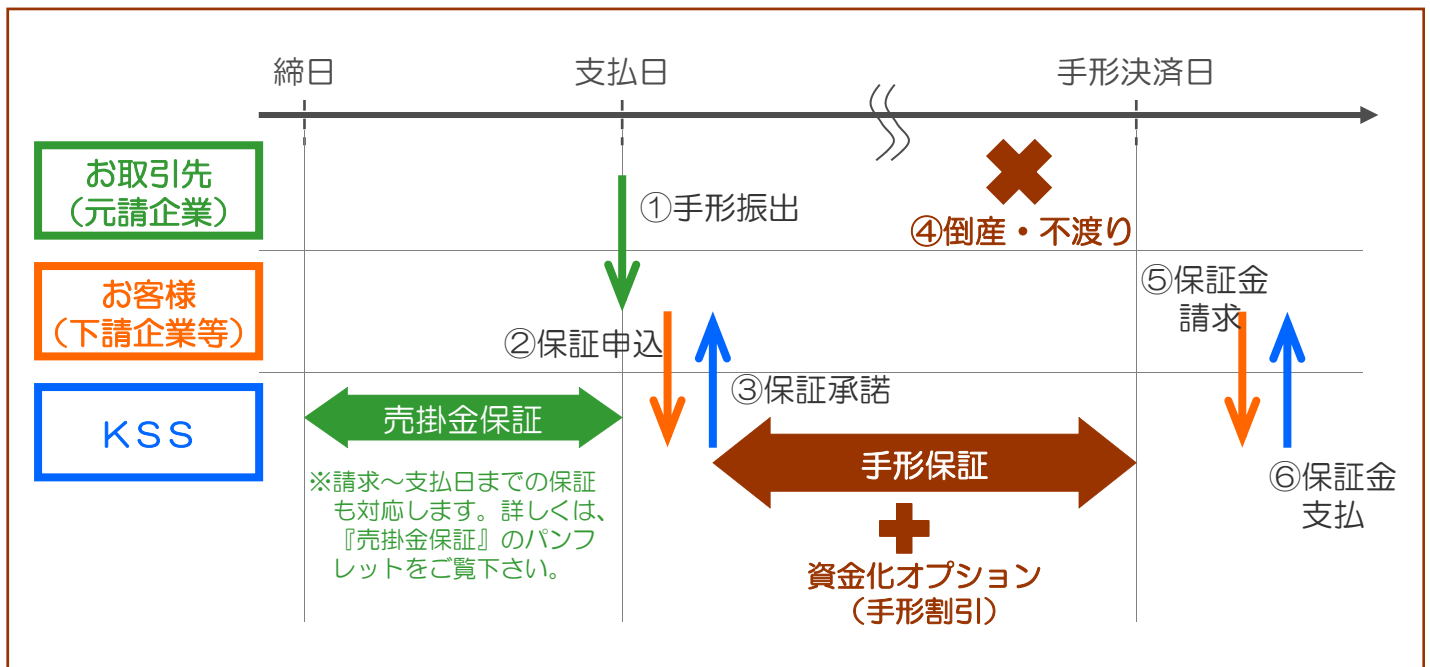 締日
支払日
手形決済日
お取引先
（元請企業）
①手形振出
④倒産・不渡り
お客様
（下請企業等）
②保証申込
⑤保証金
請求
KSS
売掛金保証
③保証承諾
手形保証
※請求～支払日までの保証
も対応します。詳しくは、
『売掛金保証』のパンフ
レットをご覧下さい。
⑥保証金
支払
資金化オプション
（手形割引）